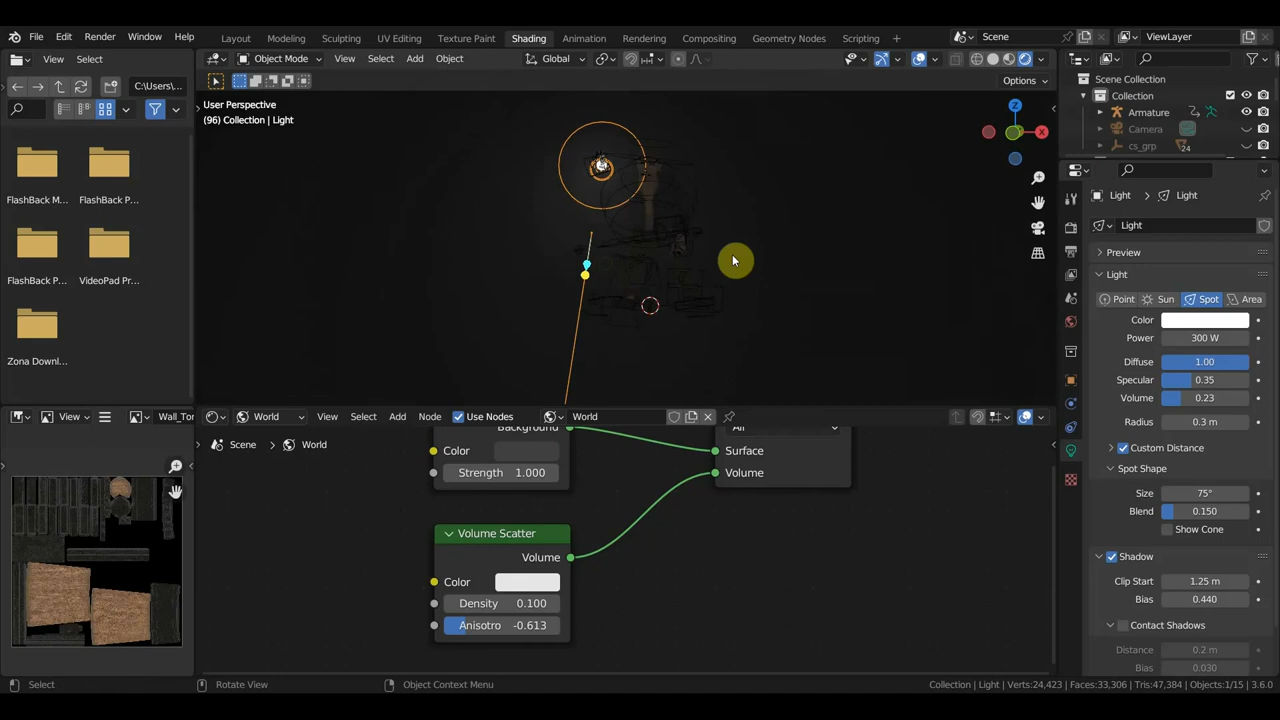 File Edit Render Window Help
Layout Modeling Sculpting UV Editing Texture Paint Shading Animation Rendering Compositing Geometry Nodes Scripting +
Scene
ViewLayer
View Select
Object Mode View Select Add Object
Global
C:\Users\...
Options
User Perspective
(96) Collection | Light
Z
X
Scene Collection
Collection
Armature
Camera
cs_grp
24
FlashBack M...
FlashBack P...
FlashBack P...
VideoPad Pr...
Zona Downl...
Light
Light
Light
Preview
Light
Point Sun Spot Area
Color
Power 300 W
Diffuse 1.00
Specular 0.35
Volume 0.23
Radius 0.3 m
Custom Distance
Spot Shape
Size 75°
Blend 0.150
Show Cone
Shadow
Clip Start 1.25 m
Bias 0.440
Contact Shadows
Distance 0.2 m
Bias 0.030
View
Wall_Tor
World View Select Add Node Use Nodes World
Scene World
Background
Color
Strength 1.000
All
Surface
Volume
Volume Scatter
Volume
Color
Density 0.100
Anisotro -0.613
Select
Rotate View
Object Context Menu
Collection | Light | Verts:24,423 | Faces:33,306 | Tris:47,384 | Objects:1/15 | 3.6.0